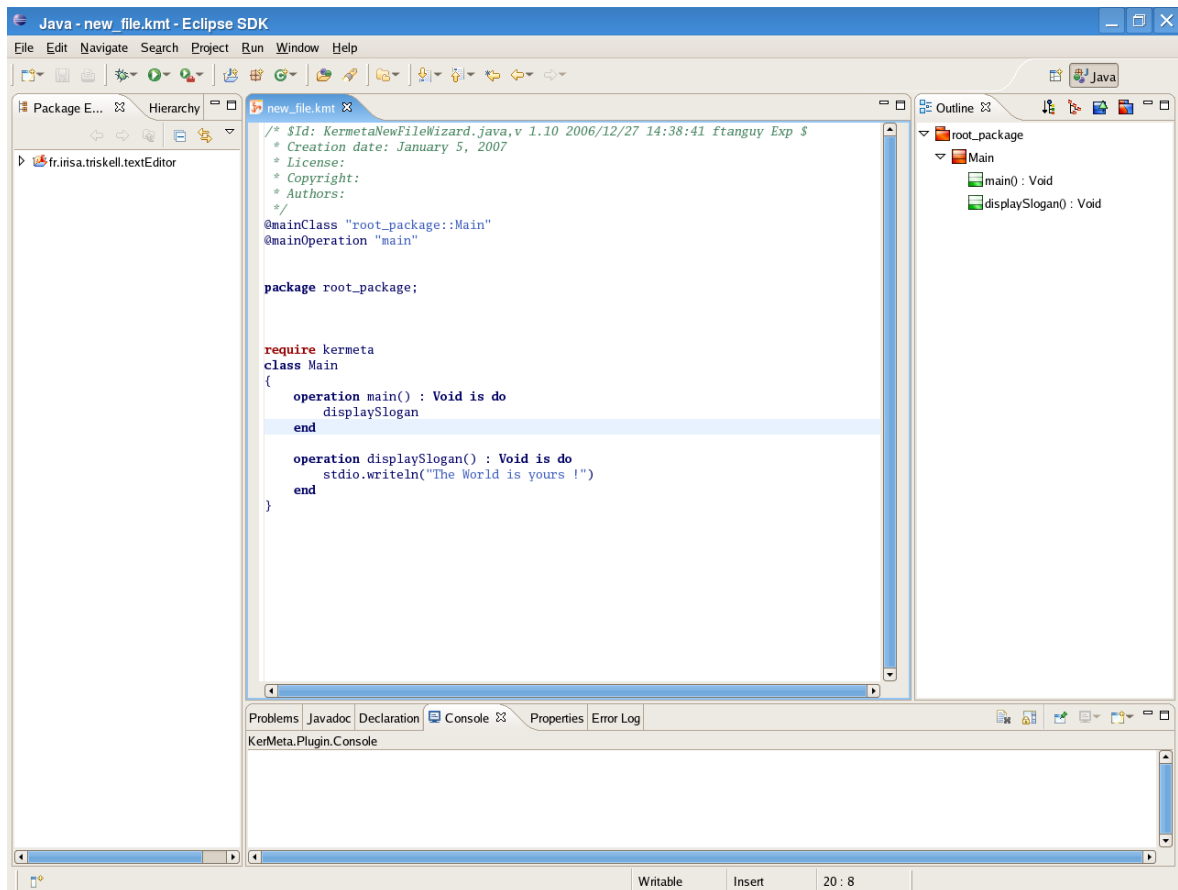 Java - new_file.kmt - Eclipse SDK
File Edit Navigate Search Project Run Window Help
Java
Package E... Hierarchy
fr.irisa.triskell.textEditor
new_file.kmt
/* $Id: KermetaNewFileWizard.java,v 1.10 2006/12/27 14:38:41 ftanguy Exp $
* Creation date: January 5, 2007
* License:
* Copyright:
* Authors:
*/
@mainClass "root_package::Main"
@mainOperation "main"
package root_package;
require kermeta
class Main
{
operation main() : Void is do
displaySlogan
end
operation displaySlogan() : Void is do
stdio.writeln("The World is yours !")
end
}
Outline
root_package
Main
main() : Void
displaySlogan() : Void
Problems Javadoc Declaration Console Properties Error Log
KerMeta.Plugin.Console
Writable Insert 20 : 8